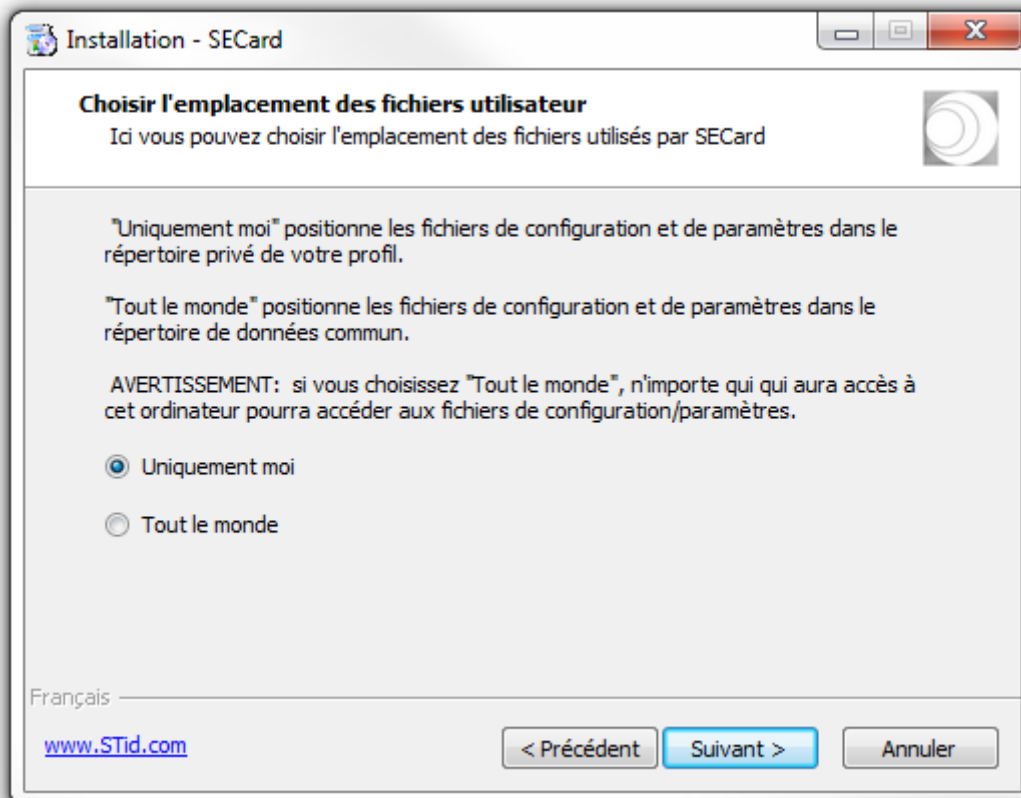 Installation - SECard
Choisir l'emplacement des fichiers utilisateur
Ici vous pouvez choisir l'emplacement des fichiers utilisés par SECard
"Uniquement moi" positionne les fichiers de configuration et de paramètres dans le
répertoire privé de votre profil.
"Tout le monde" positionne les fichiers de configuration et de paramètres dans le
répertoire de données commun.
AVERTISSEMENT:  si vous choisissez "Tout le monde", n'importe qui qui aura accès à
cet ordinateur pourra accéder aux fichiers de configuration/paramètres.
Uniquement moi
Tout le monde
Français
www.STid.com
< Précédent
Suivant >
Annuler